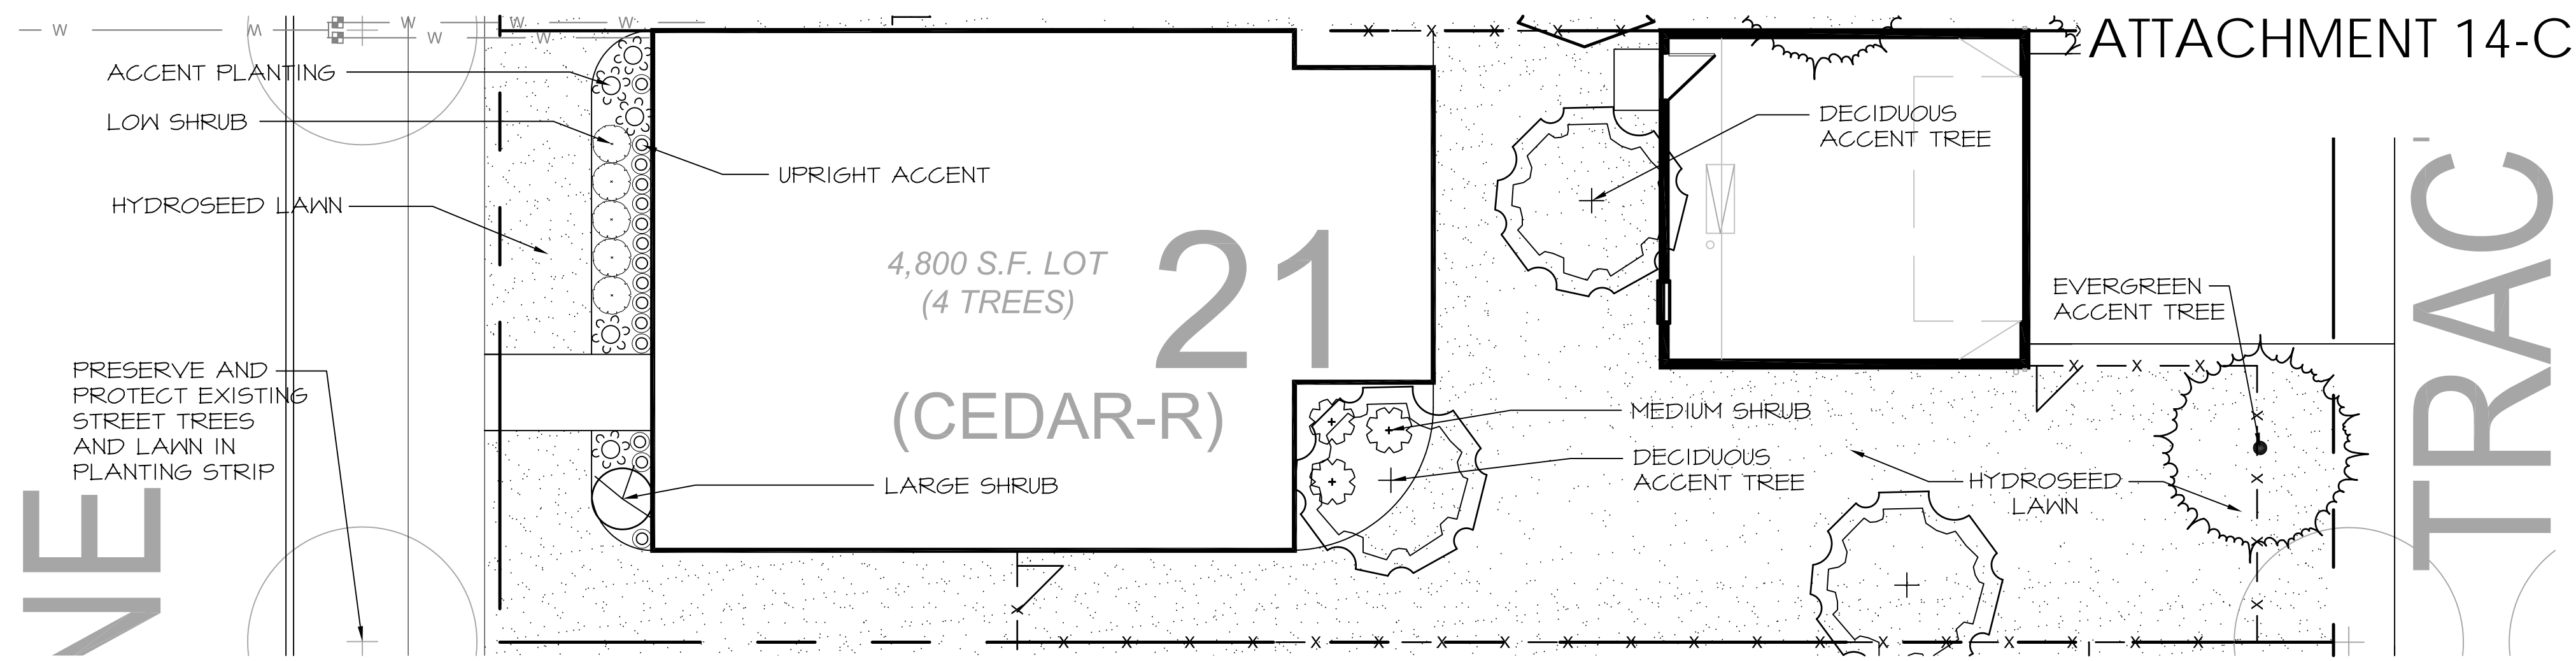 ATTACHMENT 14-C
ACCENT PLANTING
LOW SHRUB
HYDROSEED LAWN
UPRIGHT ACCENT
4,800 S.F. LOT
(4 TREES)
21
(CEDAR-R)
LARGE SHRUB
PRESERVE AND
PROTECT EXISTING
STREET TREES
AND LAWN IN
PLANTING STRIP
DECIDUOUS
ACCENT TREE
MEDIUM SHRUB
DECIDUOUS
ACCENT TREE
EVERGREEN
ACCENT TREE
HYDROSEED
LAWN
NE
TRAC
W
W
W
W
W
W
W